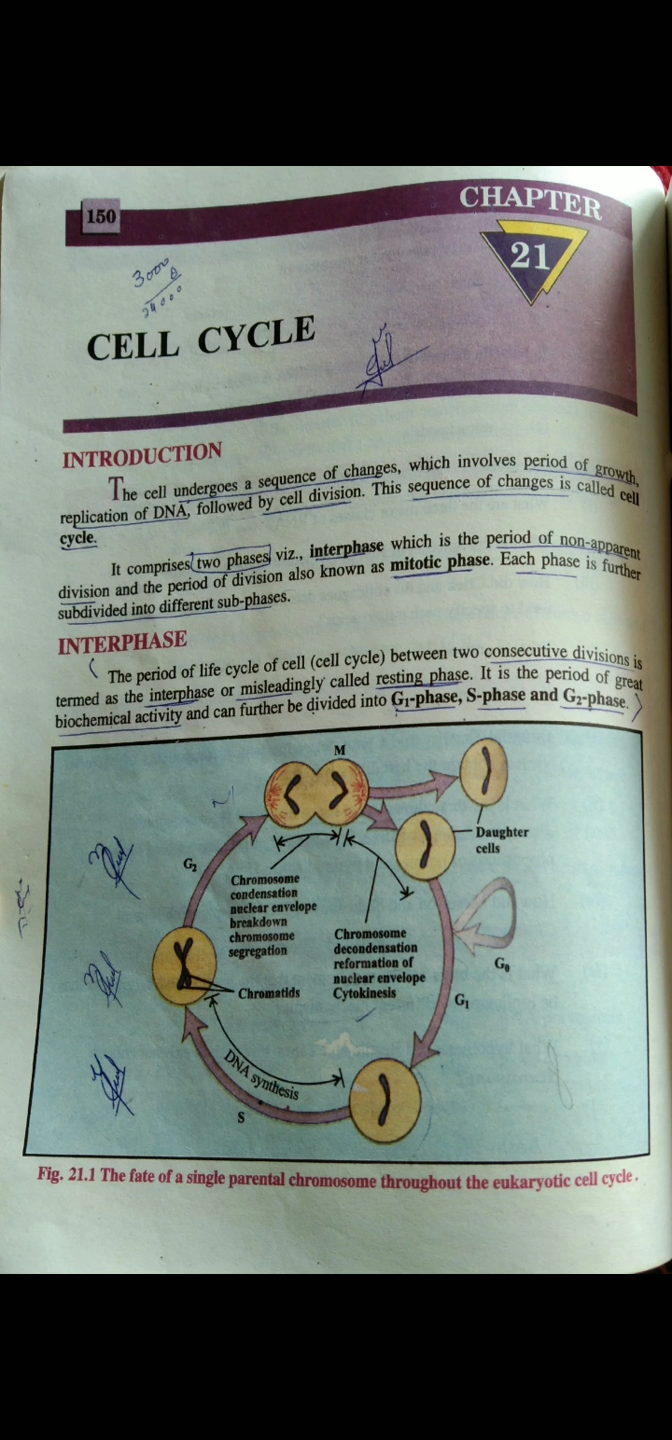 150
CHAPTER
21
3000
8
24000
CELL CYCLE
INTRODUCTION
The cell undergoes a sequence of changes, which involves period of growth,
replication of DNA, followed by cell division. This sequence of changes is called cell
cycle.
It comprises two phases viz., interphase which is the period of non-apparent
division and the period of division also known as mitotic phase. Each phase is further
subdivided into different sub-phases.
INTERPHASE
The period of life cycle of cell (cell cycle) between two consecutive divisions is
termed as the interphase or misleadingly called resting phase. It is the period of great
biochemical activity and can further be divided into G₁-phase, S-phase and G₂-phase.
M
Daughter
cells
G₂
Chromosome
condensation
nuclear envelope
breakdown
chromosome
segregation
Chromosome
decondensation
reformation of
nuclear envelope
Cytokinesis
G₀
Chromatids
G₁
DNA synthesis
S
Fig. 21.1 The fate of a single parental chromosome throughout the eukaryotic cell cycle.